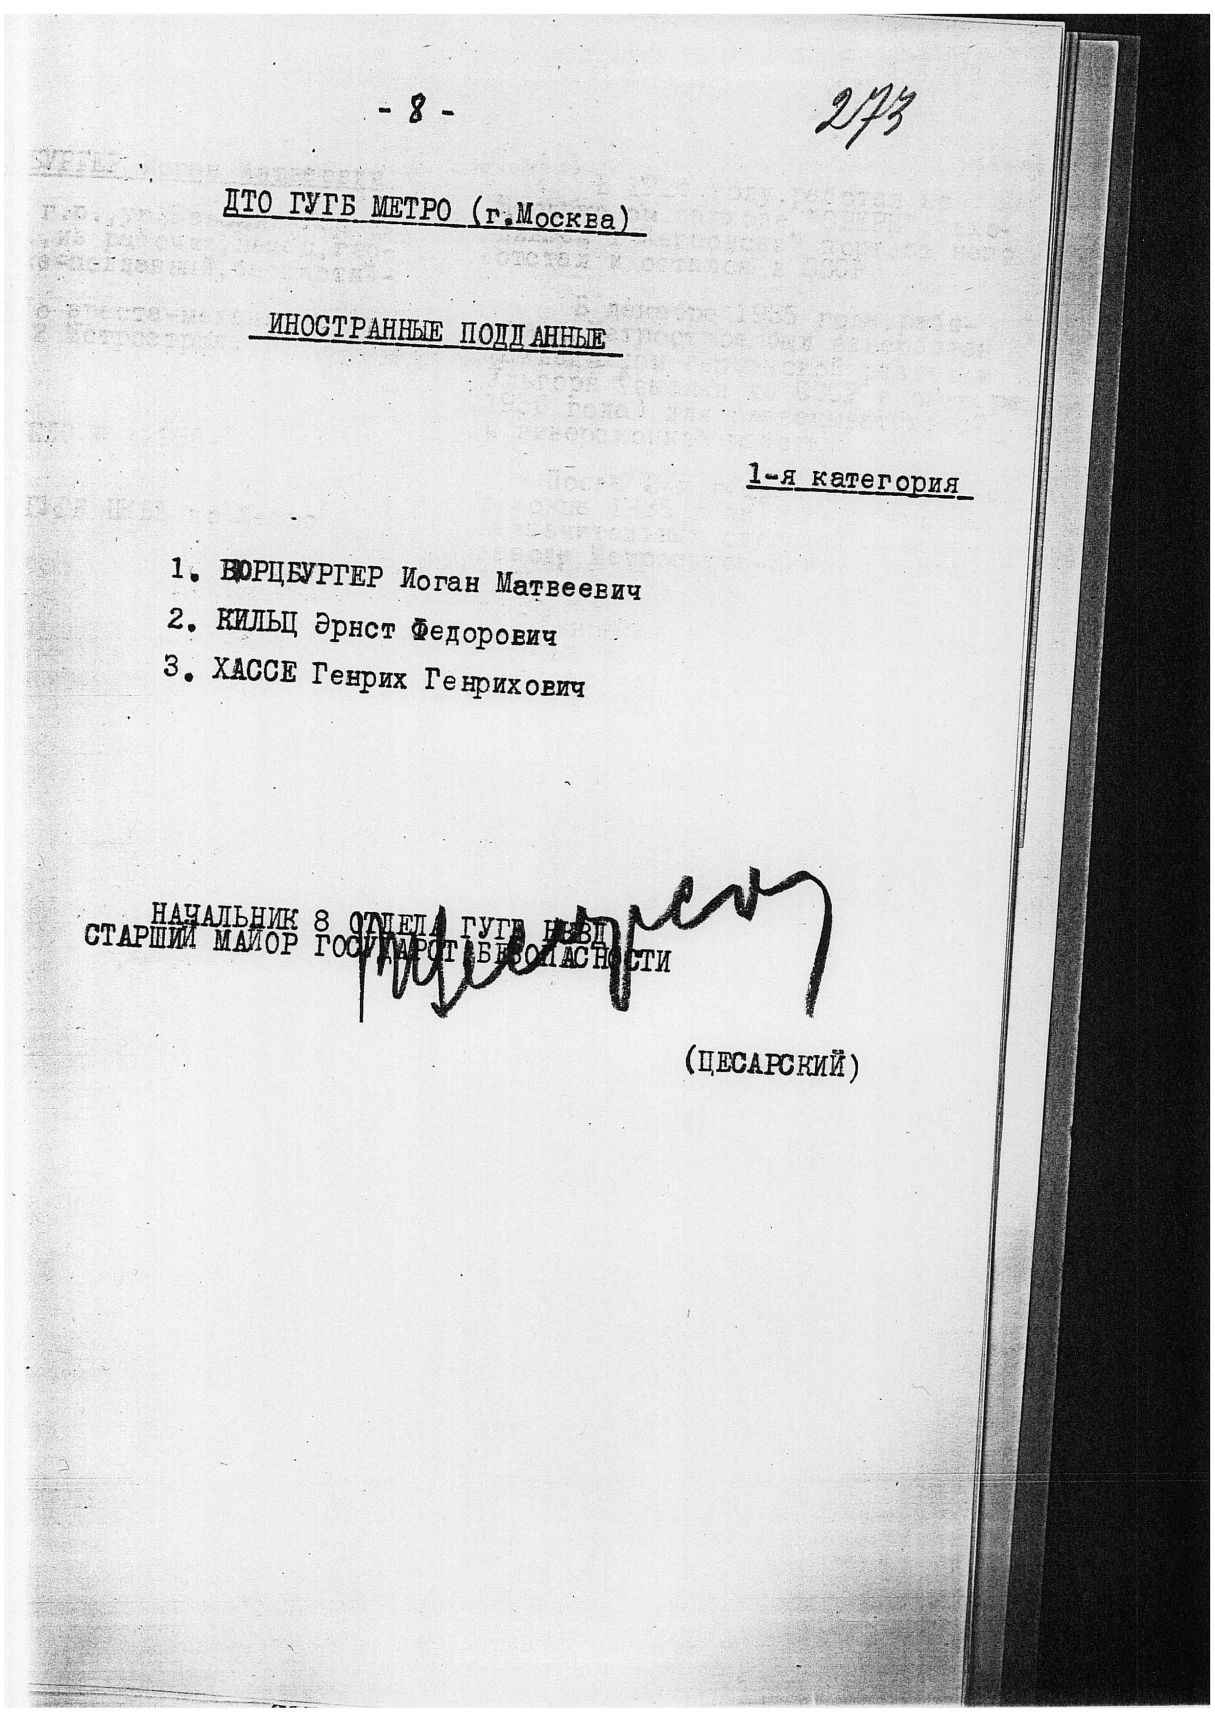 - 8 -
273
ДТО ГУГБ МЕТРО (г.Москва)
ИНОСТРАННЫЕ ПОДДАННЫЕ
1-я категория
1. ВОРЦБУРГЕР Иоган Матвеевич
2. КИЛЬЦ Эрнст Федорович
3. ХАССЕ Генрих Генрихович
НАЧАЛЬНИК 8 ОТДЕЛА ГУГБ НКВД
СТАРШИЙ МАЙОР ГОСУДАРСТ.БЕЗОПАСНОСТИ
(ЦЕСАРСКИЙ)